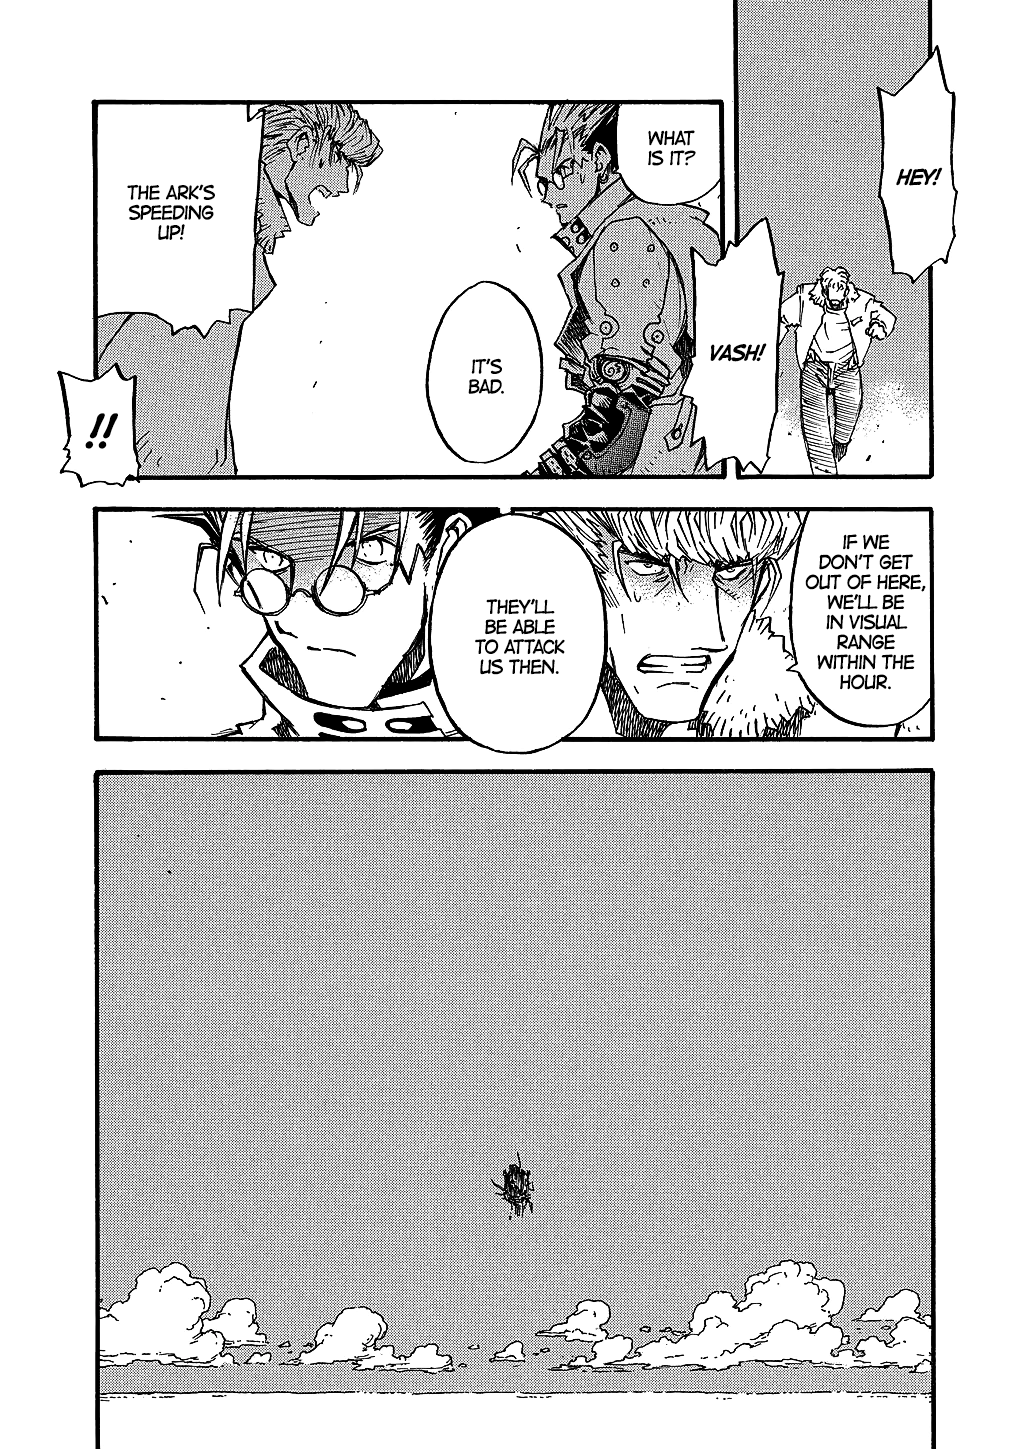 HEY!
VASH!
WHAT
IS IT?
IT'S
BAD.
THE ARK'S
SPEEDING
UP!
!!
IF WE
DON'T GET
OUT OF HERE,
WE'LL BE
IN VISUAL
RANGE
WITHIN THE
HOUR.
THEY'LL
BE ABLE
TO ATTACK
US THEN.